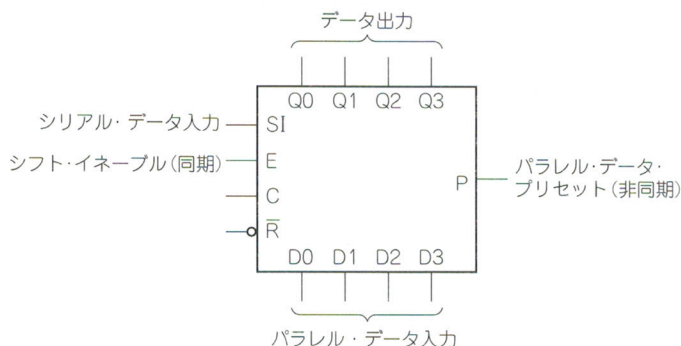 データ出力
Q0 Q1 Q2 Q3
シリアル・データ入力 SI
シフト・イネーブル(同期) E
C
R̅
P パラレル・データ・
プリセット(非同期)
D0 D1 D2 D3
パラレル・データ入力